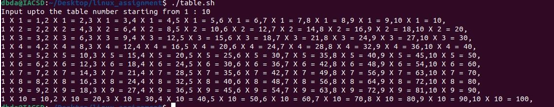 dbda@IACSD:~/Desktop/linux_assignment$ ./table.sh
Input upto the table number starting from 1 : 10
1 X 1 = 1,2 X 1 = 2,3 X 1 = 3,4 X 1 = 4,5 X 1 = 5,6 X 1 = 6,7 X 1 = 7,8 X 1 = 8,9 X 1 = 9,10 X 1 = 10,
1 X 2 = 2,2 X 2 = 4,3 X 2 = 6,4 X 2 = 8,5 X 2 = 10,6 X 2 = 12,7 X 2 = 14,8 X 2 = 16,9 X 2 = 18,10 X 2 = 20,
1 X 3 = 3,2 X 3 = 6,3 X 3 = 9,4 X 3 = 12,5 X 3 = 15,6 X 3 = 18,7 X 3 = 21,8 X 3 = 24,9 X 3 = 27,10 X 3 = 30,
1 X 4 = 4,2 X 4 = 8,3 X 4 = 12,4 X 4 = 16,5 X 4 = 20,6 X 4 = 24,7 X 4 = 28,8 X 4 = 32,9 X 4 = 36,10 X 4 = 40,
1 X 5 = 5,2 X 5 = 10,3 X 5 = 15,4 X 5 = 20,5 X 5 = 25,6 X 5 = 30,7 X 5 = 35,8 X 5 = 40,9 X 5 = 45,10 X 5 = 50,
1 X 6 = 6,2 X 6 = 12,3 X 6 = 18,4 X 6 = 24,5 X 6 = 30,6 X 6 = 36,7 X 6 = 42,8 X 6 = 48,9 X 6 = 54,10 X 6 = 60,
1 X 7 = 7,2 X 7 = 14,3 X 7 = 21,4 X 7 = 28,5 X 7 = 35,6 X 7 = 42,7 X 7 = 49,8 X 7 = 56,9 X 7 = 63,10 X 7 = 70,
1 X 8 = 8,2 X 8 = 16,3 X 8 = 24,4 X 8 = 32,5 X 8 = 40,6 X 8 = 48,7 X 8 = 56,8 X 8 = 64,9 X 8 = 72,10 X 8 = 80,
1 X 9 = 9,2 X 9 = 18,3 X 9 = 27,4 X 9 = 36,5 X 9 = 45,6 X 9 = 54,7 X 9 = 63,8 X 9 = 72,9 X 9 = 81,10 X 9 = 90,
1 X 10 = 10,2 X 10 = 20,3 X 10 = 30,4 X 10 = 40,5 X 10 = 50,6 X 10 = 60,7 X 10 = 70,8 X 10 = 80,9 X 10 = 90,10 X 10 = 100,